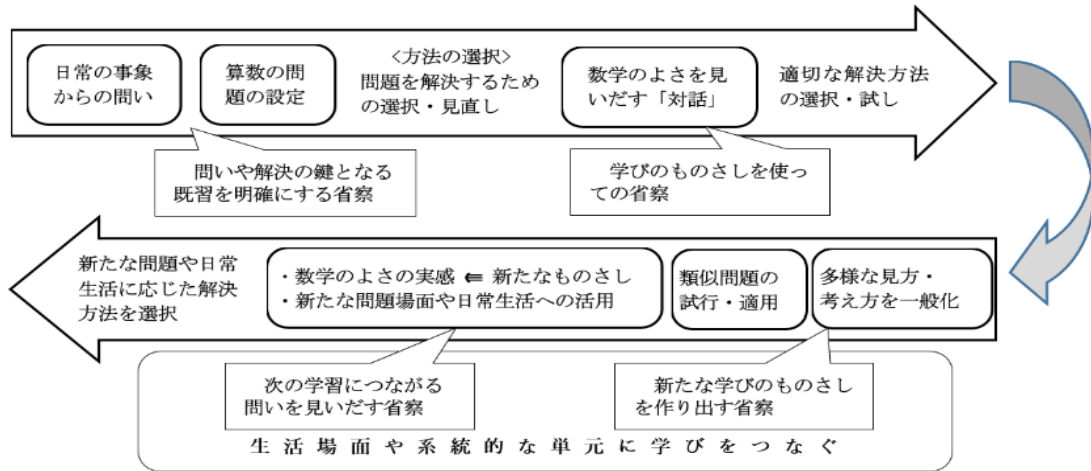 日常の事象
からの問い
算数の問
題の設定
<方法の選択>
問題を解決するため
の選択・見直し
数学のよさを見
いだす「対話」
適切な解決方法
の選択・試し
問いや解決の鍵となる
既習を明確にする省察
学びのものさしを使っ
ての省察
新たな問題や日常
生活に応じた解決
方法を選択
・数学のよさの実感 ⇐ 新たなものさし
・新たな問題場面や日常生活への活用
類似問題の
試行・適用
多様な見方・
考え方を一般化
次の学習につながる
問いを見いだす省察
新たな学びのものさし
を作り出す省察
生活場面や系統的な単元に学びをつなぐ